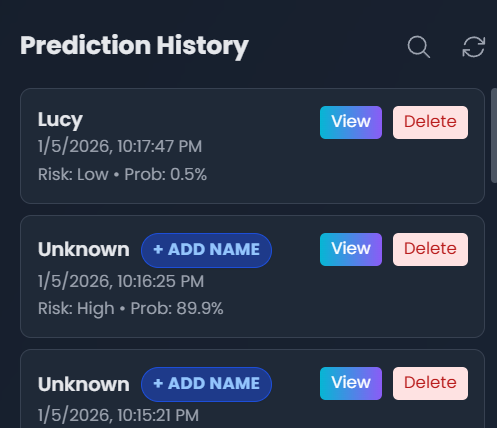 Prediction History
Lucy
View
Delete
1/5/2026, 10:17:47 PM
Risk: Low • Prob: 0.5%
Unknown
+ ADD NAME
View
Delete
1/5/2026, 10:16:25 PM
Risk: High • Prob: 89.9%
Unknown
+ ADD NAME
View
Delete
1/5/2026, 10:15:21 PM